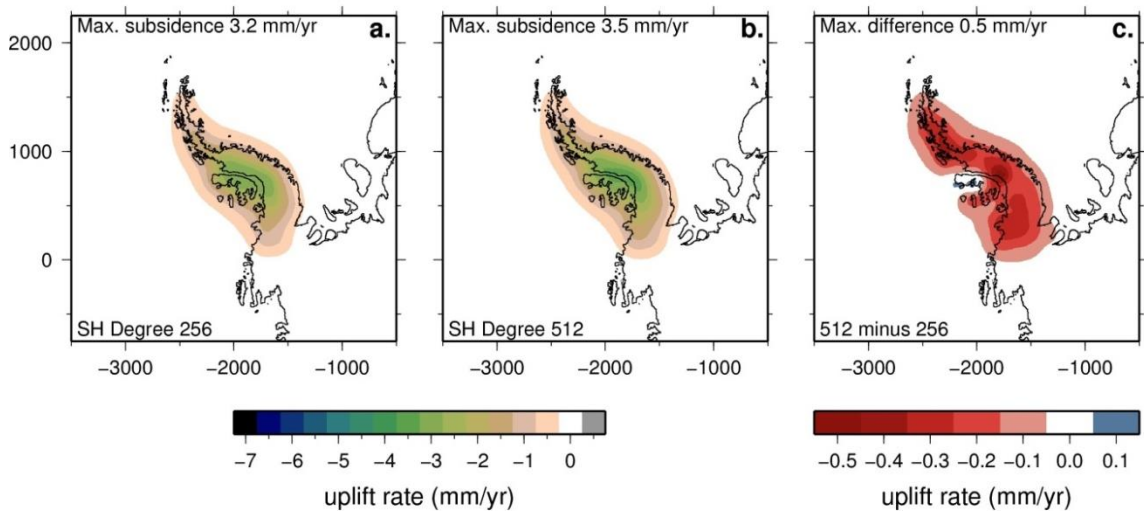 Max. subsidence 3.2 mm/yr a.
Max. subsidence 3.5 mm/yr b.
Max. difference 0.5 mm/yr c.
2000
1000
0
SH Degree 256
SH Degree 512
512 minus 256
−3000 −2000 −1000
−3000 −2000 −1000
−3000 −2000 −1000
−7 −6 −5 −4 −3 −2 −1 0
uplift rate (mm/yr)
−0.5 −0.4 −0.3 −0.2 −0.1 0.0 0.1
uplift rate (mm/yr)